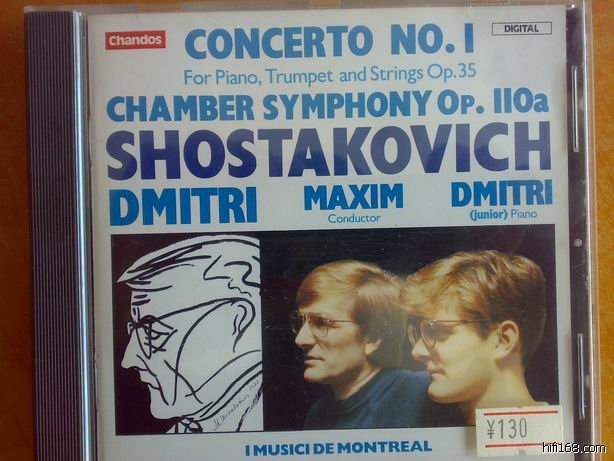 Chandos
CONCERTO NO. I
DIGITAL
For Piano, Trumpet and Strings Op.35
CHAMBER SYMPHONY OP. 110a
SHOSTAKOVICH
DMITRI MAXIM DMITRI
Conductor (junior) Piano
¥130
I MUSICI DE MONTREAL
hifi168.com